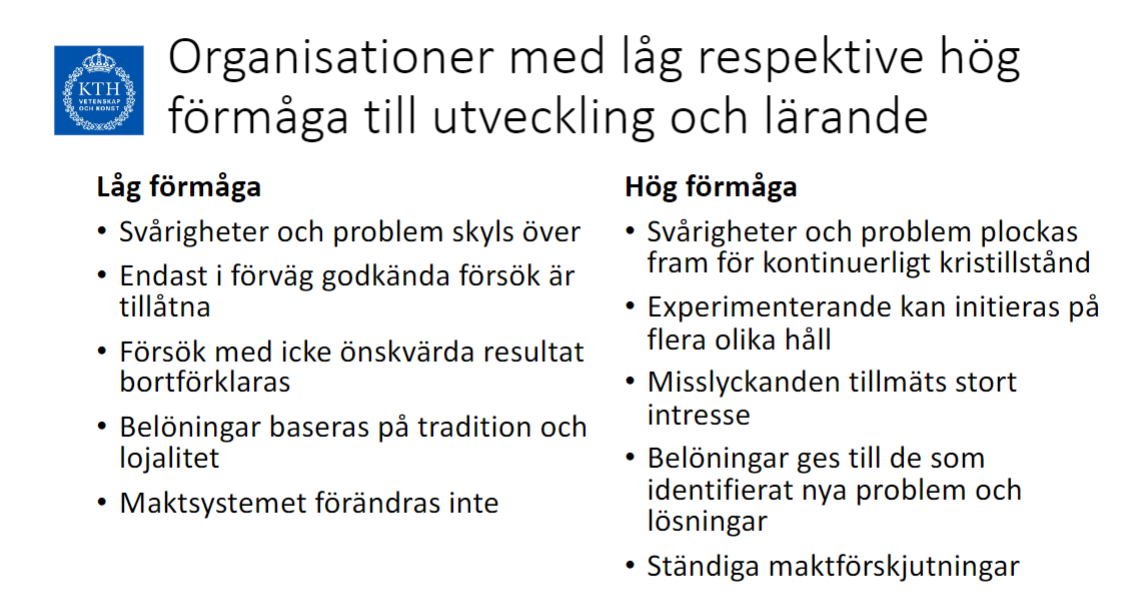 KTH
VETENSKAP
OCH KONST
Organisationer med låg respektive hög
förmåga till utveckling och lärande
Låg förmåga
• Svårigheter och problem skyls över
• Endast i förväg godkända försök är
tillåtna
• Försök med icke önskvärda resultat
bortförklaras
• Belöningar baseras på tradition och
lojalitet
• Maktsystemet förändras inte
Hög förmåga
• Svårigheter och problem plockas
fram för kontinuerligt kristillstånd
• Experimenterande kan initieras på
flera olika håll
• Misslyckanden tillmäts stort
intresse
• Belöningar ges till de som
identifierat nya problem och
lösningar
• Ständiga maktförskjutningar